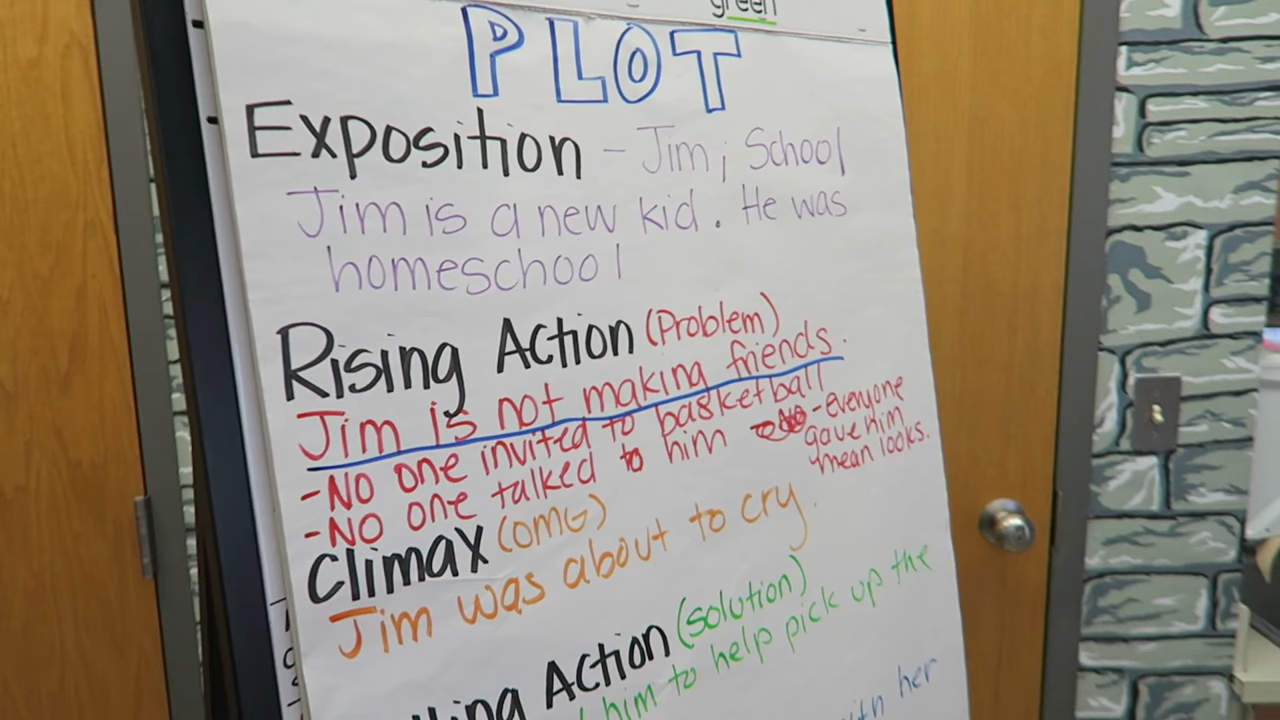 green
PLOT
Exposition - Jim; School
Jim is a new kid. He was
homeschool
Rising Action (Problem)
Jim is not making friends.
-NO one invited to basketball
-NO one talked to him
-everyone
gave him
mean looks.
Climax (OMG)
Jim was about to cry.
Action (solution)
him to help pick up the
her